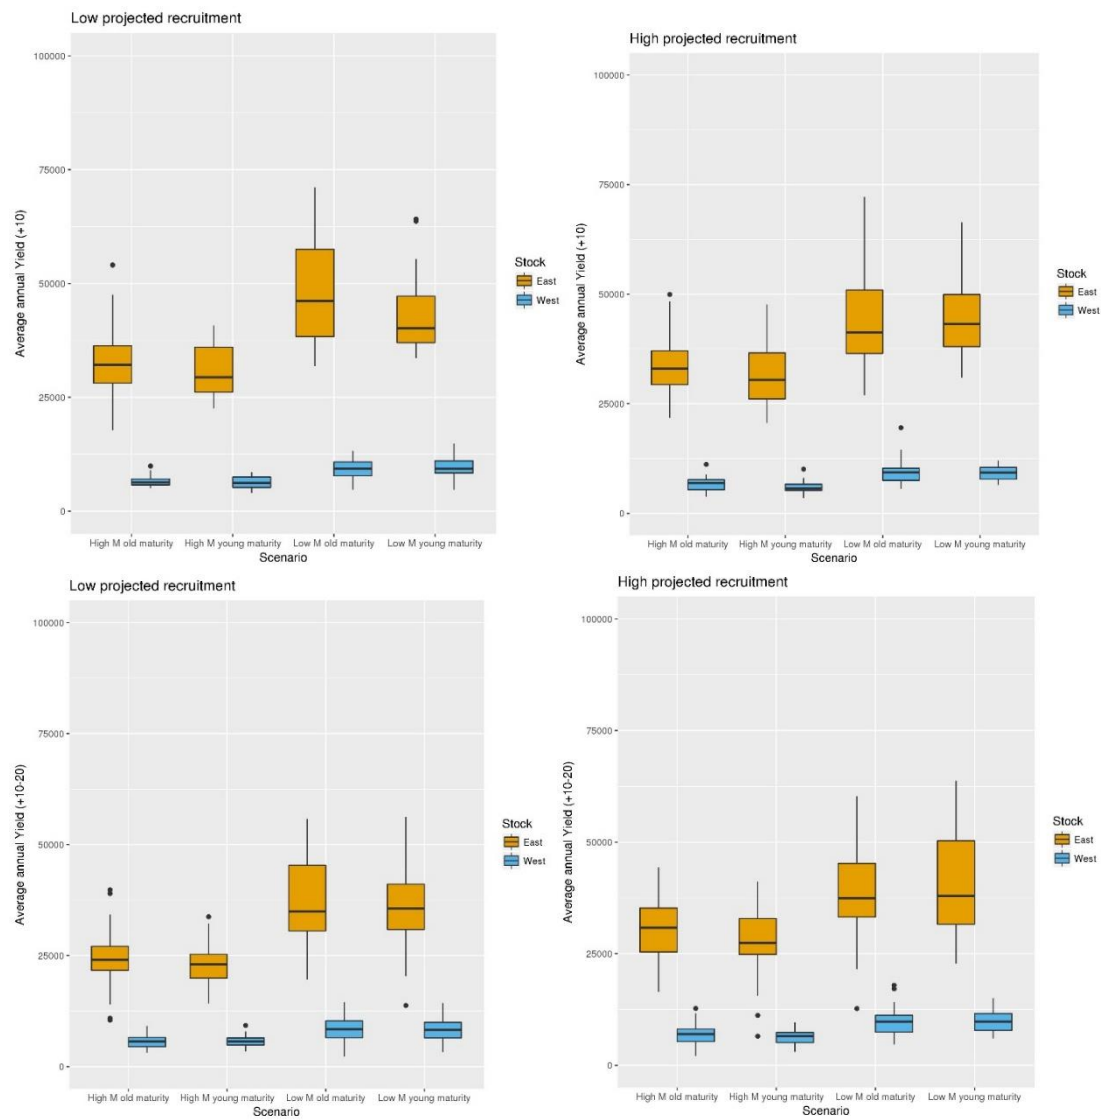 Low projected recruitment
100000
75000
50000
25000
0
Average annual Yield (+10)
High M old maturity
High M young maturity
Low M old maturity
Low M young maturity
Scenario
Stock
East
West
High projected recruitment
100000
75000
50000
25000
0
Average annual Yield (+10)
High M old maturity
High M young maturity
Low M old maturity
Low M young maturity
Scenario
Stock
East
West
Low projected recruitment
100000
75000
50000
25000
0
Average annual Yield (+10-20)
High M old maturity
High M young maturity
Low M old maturity
Low M young maturity
Scenario
Stock
East
West
High projected recruitment
100000
75000
50000
25000
0
Average annual Yield (+10-20)
High M old maturity
High M young maturity
Low M old maturity
Low M young maturity
Scenario
Stock
East
West